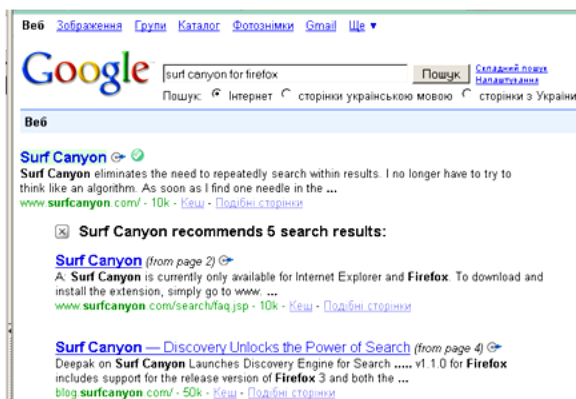 Веб Зображення Групи Каталог Фотознімки Gmail Ще ▼
Google surf canyon for firefox Пошук Складний пошук
Налаштування
Пошук: Інтернет сторінки українською мовою сторінки з України
Веб
Surf Canyon
Surf Canyon eliminates the need to repeatedly search within results. I no longer have to try to
think like an algorithm. As soon as I find one needle in the ...
www.surfcanyon.com/ - 10k - Кеш - Подібні сторінки
Surf Canyon recommends 5 search results:
Surf Canyon (from page 2)
A: Surf Canyon is currently only available for Internet Explorer and Firefox. To download and
install the extension, simply go to www. ...
www.surfcanyon.com/search/faq.jsp - 10k - Кеш - Подібні сторінки
Surf Canyon — Discovery Unlocks the Power of Search (from page 4)
Deepak on Surf Canyon Launches Discovery Engine for Search ..... v1.1.0 for Firefox
includes support for the release version of Firefox 3 and both the ...
blog.surfcanyon.com/ - 50k - Кеш - Подібні сторінки